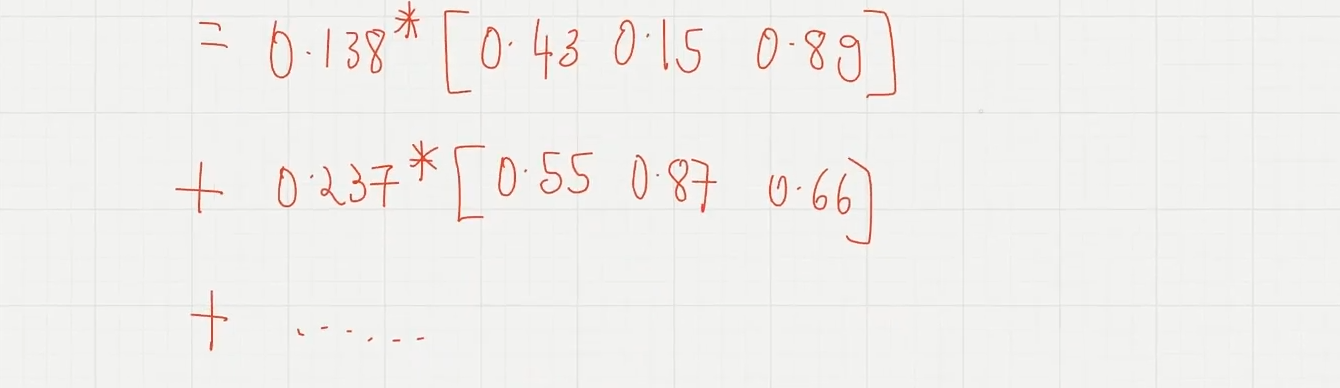 = 0.138* [0.43 0.15 0.89]
+ 0.237* [0.55 0.87 0.66]
+ ......